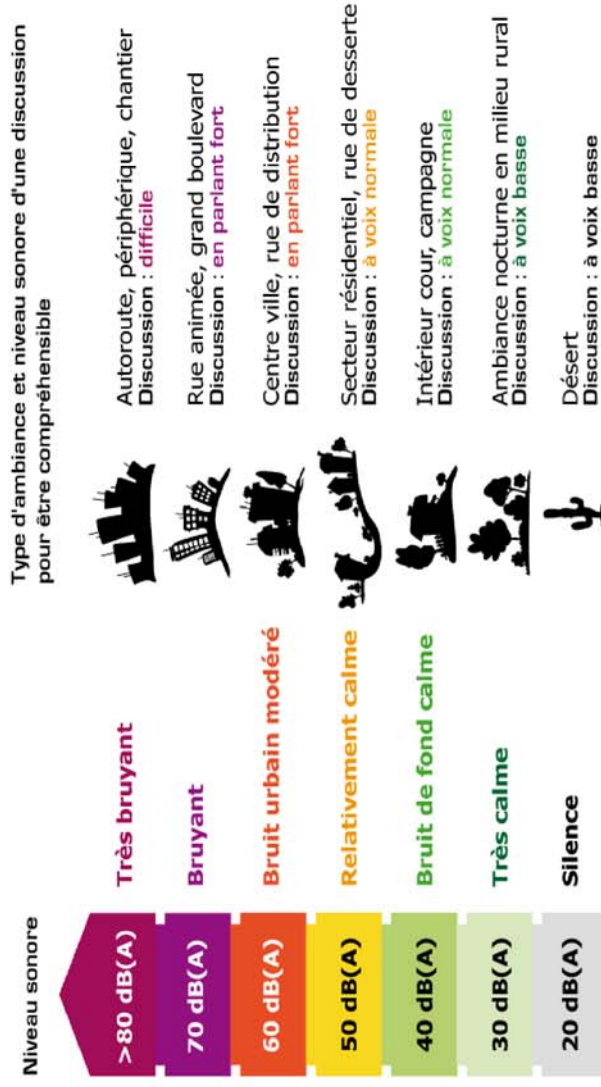 Niveau sonore
Type d'ambiance et niveau sonore d'une discussion
pour être compréhensible
>80 dB(A)
Très bruyant
Autoroute, périphérique, chantier
Discussion : difficile
70 dB(A)
Bruyant
Rue animée, grand boulevard
Discussion : en parlant fort
60 dB(A)
Bruit urbain modéré
Centre ville, rue de distribution
Discussion : en parlant fort
50 dB(A)
Relativement calme
Secteur résidentiel, rue de desserte
Discussion : à voix normale
40 dB(A)
Bruit de fond calme
Intérieur cour, campagne
Discussion : à voix normale
30 dB(A)
Très calme
Ambiance nocturne en milieu rural
Discussion : à voix basse
20 dB(A)
Silence
Désert
Discussion : à voix basse